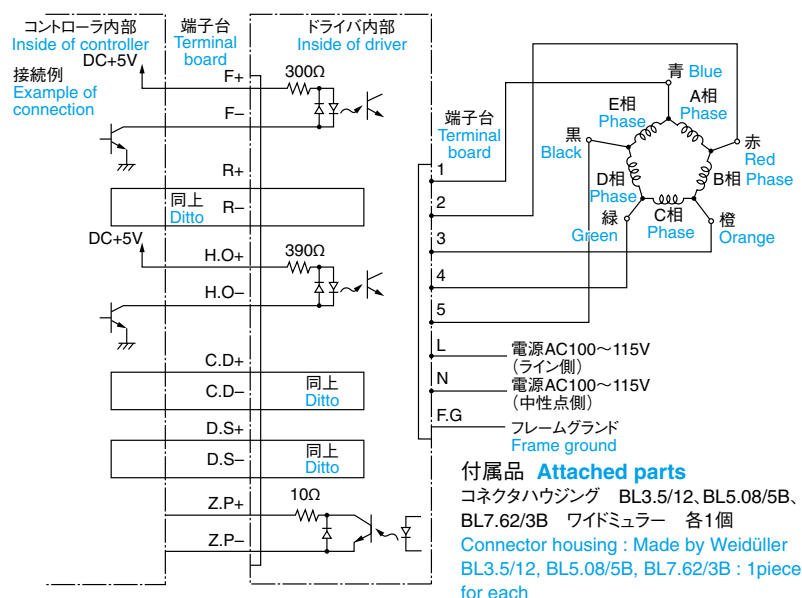 コントローラ内部
Inside of controller
端子台
Terminal
board
ドライバ内部
Inside of driver
DC+5V
接続例
Example of
connection
F+
300Ω
F–
R+
同上
Ditto
R–
DC+5V
H.O+
390Ω
H.O–
C.D+
C.D–
同上
Ditto
D.S+
D.S–
同上
Ditto
Z.P+
10Ω
Z.P–
端子台
Terminal
board
1
2
3
4
5
L
N
F.G
青 Blue
E相
Phase
A相
Phase
黒
Black
赤
Red
D相
Phase
B相 Phase
C相
Phase
緑
Green
橙
Orange
電源AC100～115V
（ライン側）
電源AC100～115V
（中性点側）
フレームグランド
Frame ground
付属品 Attached parts
コネクタハウジング BL3.5/12、BL5.08/5B、
BL7.62/3B ワイドミュラー 各1個
Connector housing : Made by Weidüller
BL3.5/12, BL5.08/5B, BL7.62/3B : 1piece
for each